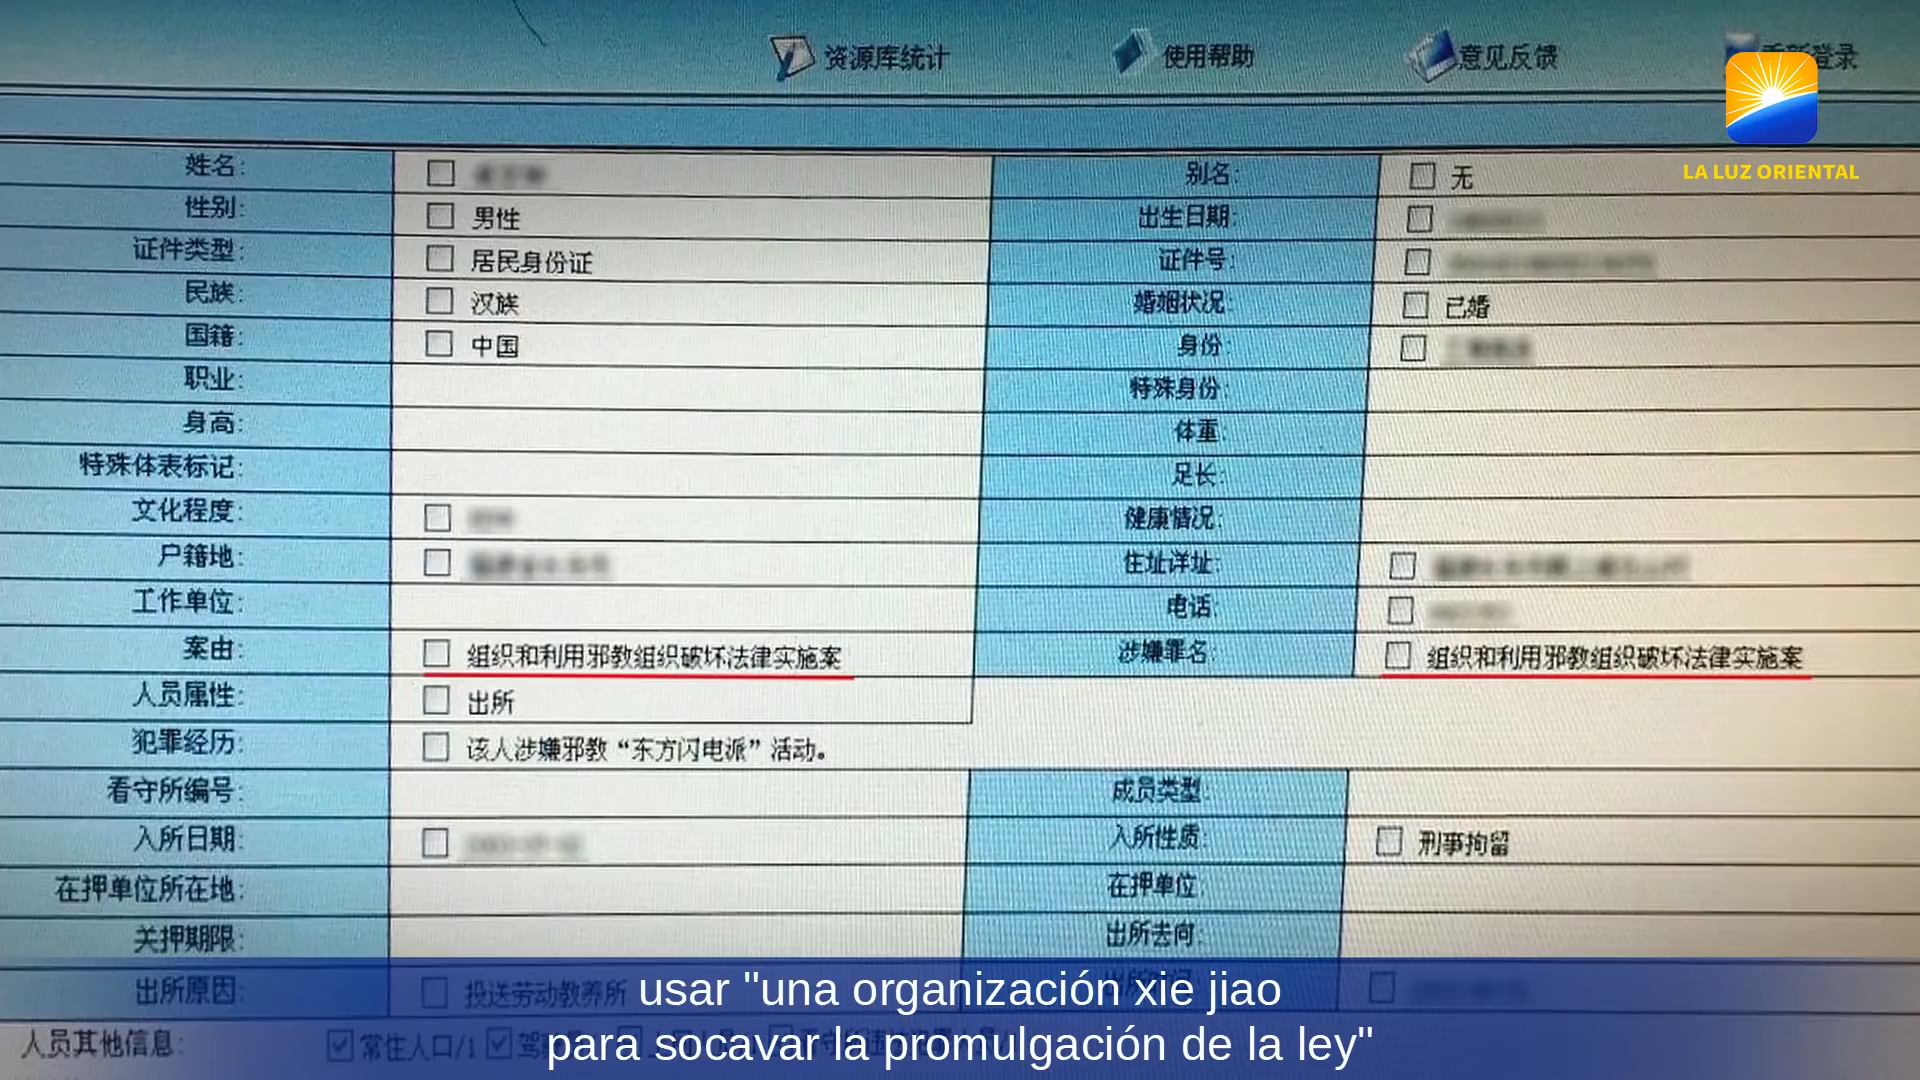 资源库统计 使用帮助 意见反馈 登录
LA LUZ ORIENTAL
姓名: 别名: 无
性别: 男性 出生日期:
证件类型: 居民身份证 证件号:
民族: 汉族 婚姻状况: 已婚
国籍: 中国 身份:
职业: 特殊身份:
身高: 体重:
特殊体表标记: 足长:
文化程度: 健康情况:
户籍地: 住址详址:
工作单位: 电话:
案由: 组织和利用邪教组织破坏法律实施案 涉嫌罪名: 组织和利用邪教组织破坏法律实施案
人员属性: 出所
犯罪经历: 该人涉嫌邪教“东方闪电派”活动。
看守所编号: 成员类型:
入所日期: 入所性质: 刑事拘留
在押单位所在地: 在押单位:
关押期限: 出所去向:
出所原因: 投送劳动教养所
人员其他信息: 常住人口/1
usar "una organización xie jiao
para socavar la promulgación de la ley"